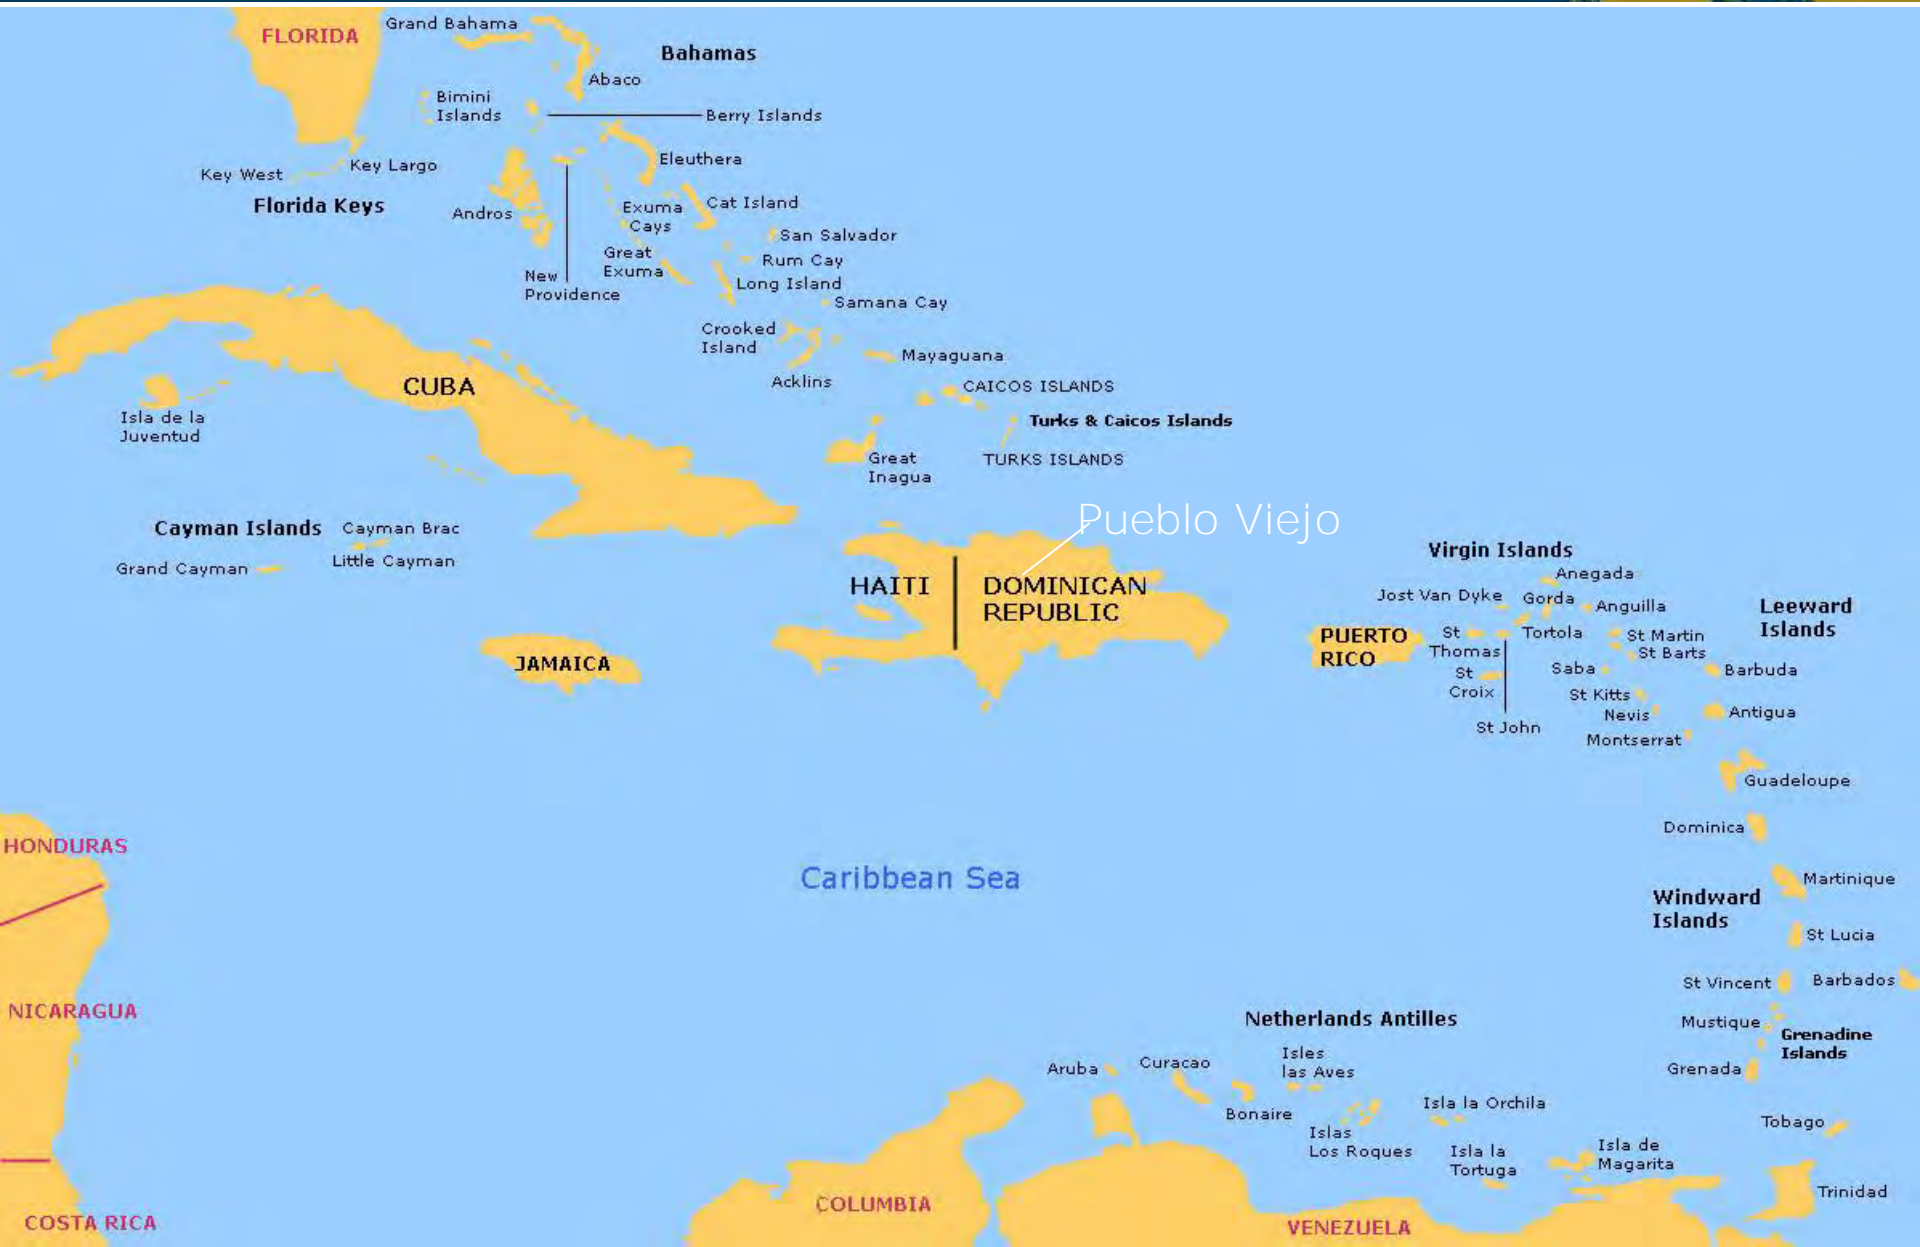 Grand Bahama
FLORIDA
Bahamas
Abaco
Bimini
Islands
Berry Islands
Eleuthera
Key West
Key Largo
Florida Keys
Andros
Exuma
Cays
Cat Island
San Salvador
Great
Exuma
Rum Cay
New
Providence
Long Island
Samana Cay
Crooked
Island
Mayaguana
Acklins
CUBA
CAICOS ISLANDS
Isla de la
Juventud
Turks & Caicos Islands
Great
Inagua
TURKS ISLANDS
Pueblo Viejo
Cayman Islands
Cayman Brac
Grand Cayman
Little Cayman
HAITI
DOMINICAN
REPUBLIC
JAMAICA
Virgin Islands
Anegada
Jost Van Dyke
Gorda
Anguilla
Leeward
Islands
PUERTO
RICO
St
Thomas
Tortola
St Martin
St Barts
St
Croix
Saba
Barbuda
St Kitts
Nevis
Antigua
St John
Montserrat
Guadeloupe
Dominica
HONDURAS
Caribbean Sea
Martinique
Windward
Islands
St Lucia
St Vincent
Barbados
NICARAGUA
Netherlands Antilles
Mustique
Grenadine
Islands
Aruba
Curacao
Isles
las Aves
Grenada
Bonaire
Isla la Orchila
Islas
Los Roques
Tobago
Isla la
Tortuga
Isla de
Magarita
Trinidad
COLUMBIA
VENEZUELA
COSTA RICA